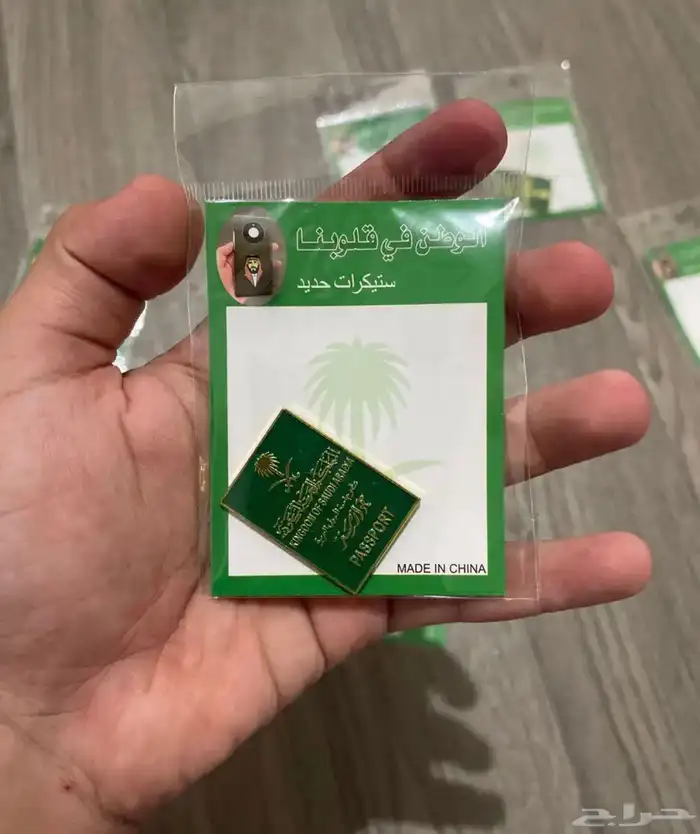 الوطن في قلوبنا
ستيكرات حديد
المملكة العربية السعودية
KINGDOM OF SAUDI ARABIA
جواز سفر
PASSPORT
MADE IN CHINA
حراج